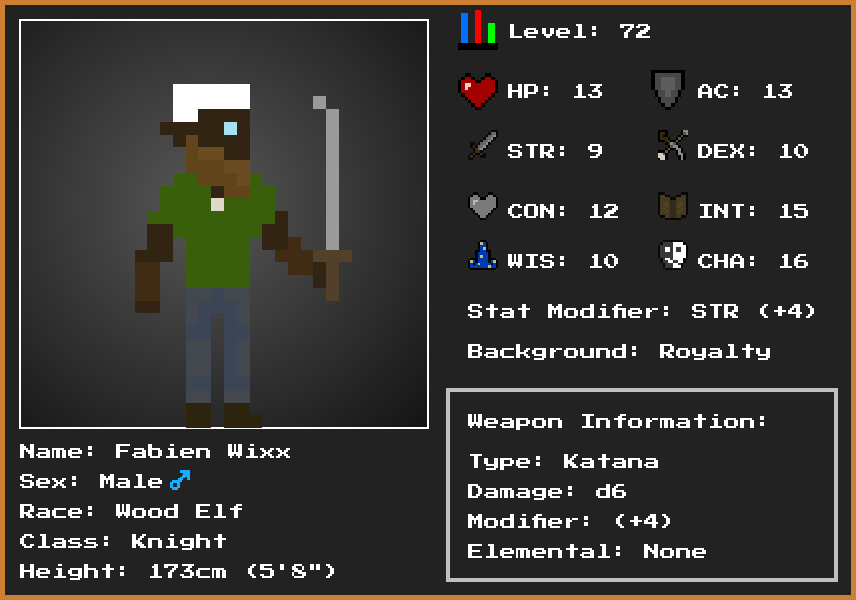 Level: 72
HP: 13 AC: 13
STR: 9 DEX: 10
CON: 12 INT: 15
WIS: 10 CHA: 16
Stat Modifier: STR (+4)
Background: Royalty
Name: Fabien Wixx
Sex: Male♂
Race: Wood Elf
Class: Knight
Height: 173cm (5'8")
Weapon Information:
Type: Katana
Damage: d6
Modifier: (+4)
Elemental: None